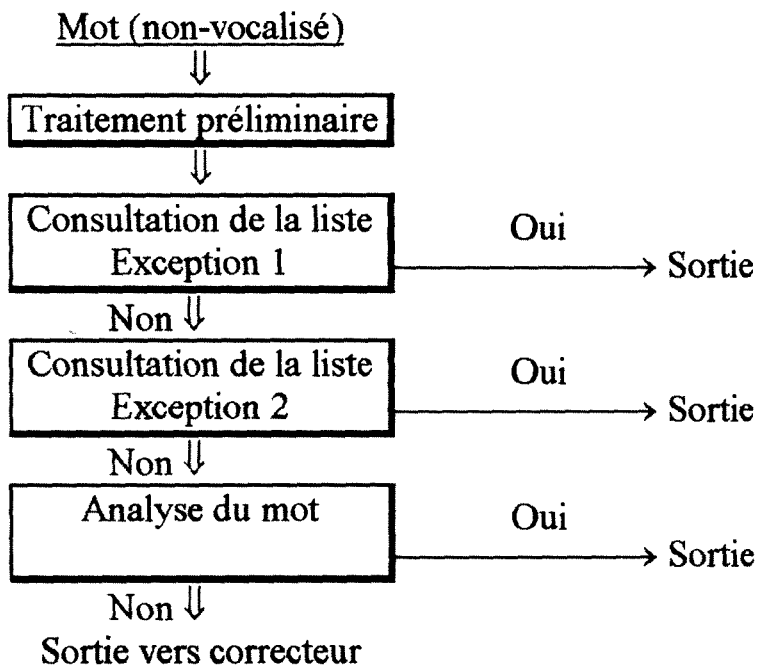 Mot (non-vocalisé)
⇓
Traitement préliminaire
⇓
Consultation de la liste
Exception 1
Oui
→ Sortie
Non ⇓
Consultation de la liste
Exception 2
Oui
→ Sortie
Non ⇓
Analyse du mot
Oui
→ Sortie
Non ⇓
Sortie vers correcteur